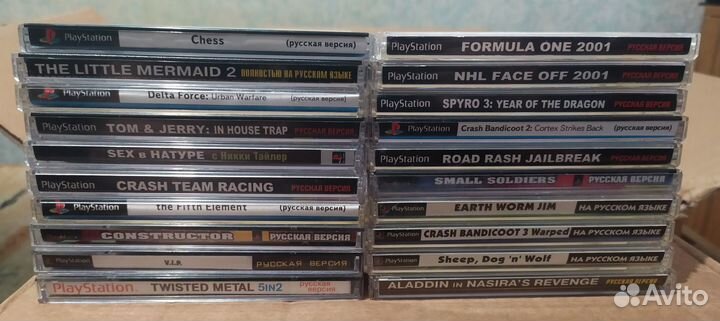 PlayStation Chess (русская версия)
THE LITTLE MERMAID 2 ПОЛНОСТЬЮ НА РУССКОМ ЯЗЫКЕ
PlayStation Delta Force: Urban Warfare (русская версия)
TOM & JERRY: IN HOUSE TRAP РУССКАЯ ВЕРСИЯ
SEX в НАТУРЕ с Никки Тайлер
PlayStation CRASH TEAM RACING РУССКАЯ ВЕРСИЯ
PlayStation the Fifth Element (русская версия)
CONSTRUCTOR РУССКАЯ ВЕРСИЯ
V.I.P. РУССКАЯ ВЕРСИЯ
PlayStation TWISTED METAL 5IN2 русская версия
PlayStation FORMULA ONE 2001 РУССКАЯ ВЕРСИЯ
PlayStation NHL FACE OFF 2001 РУССКАЯ ВЕРСИЯ
PlayStation SPYRO 3: YEAR OF THE DRAGON РУССКАЯ ВЕРСИЯ
PlayStation Crash Bandicoot 2: Cortex Strikes Back (русская версия)
PlayStation ROAD RASH JAILBREAK РУССКАЯ ВЕРСИЯ
SMALL SOLDIERS РУССКАЯ ВЕРСИЯ
PlayStation EARTH WORM JIM НА РУССКОМ ЯЗЫКЕ
PlayStation CRASH BANDICOOT 3 Warped НА РУССКОМ ЯЗЫКЕ
PlayStation Sheep, Dog 'n' Wolf НА РУССКОМ ЯЗЫКЕ
ALADDIN IN NASIRA'S REVENGE РУССКАЯ ВЕРСИЯ
Avito